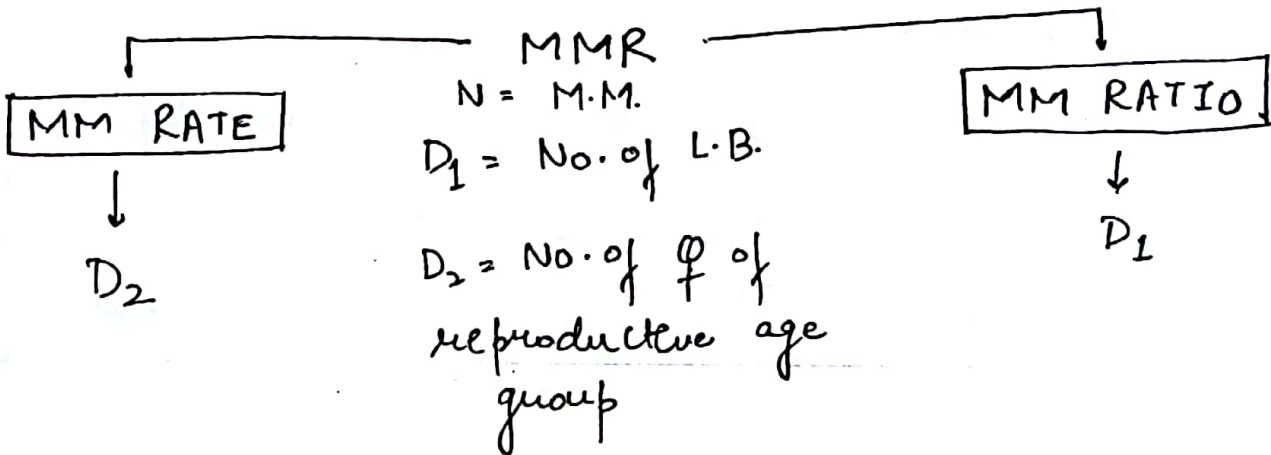 MMR
MM RATE
D2
N = M.M.
D1 = No. of L.B.
D2 = No. of ♀ of
reproductive age
group
MM RATIO
D1